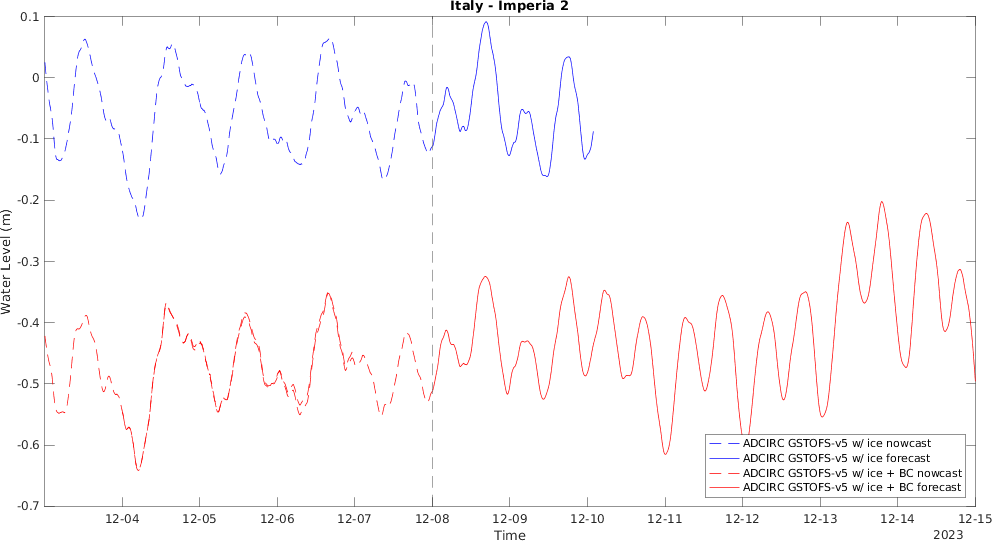 Italy - Imperia 2
0.1
0
-0.1
-0.2
-0.3
-0.4
-0.5
-0.6
-0.7
Water Level (m)
12-04 12-05 12-06 12-07 12-08 12-09 12-10 12-11 12-12 12-13 12-14 12-15
Time
2023
ADCIRC GSTOFS-v5 w/ ice nowcast
ADCIRC GSTOFS-v5 w/ ice forecast
ADCIRC GSTOFS-v5 w/ ice + BC nowcast
ADCIRC GSTOFS-v5 w/ ice + BC forecast